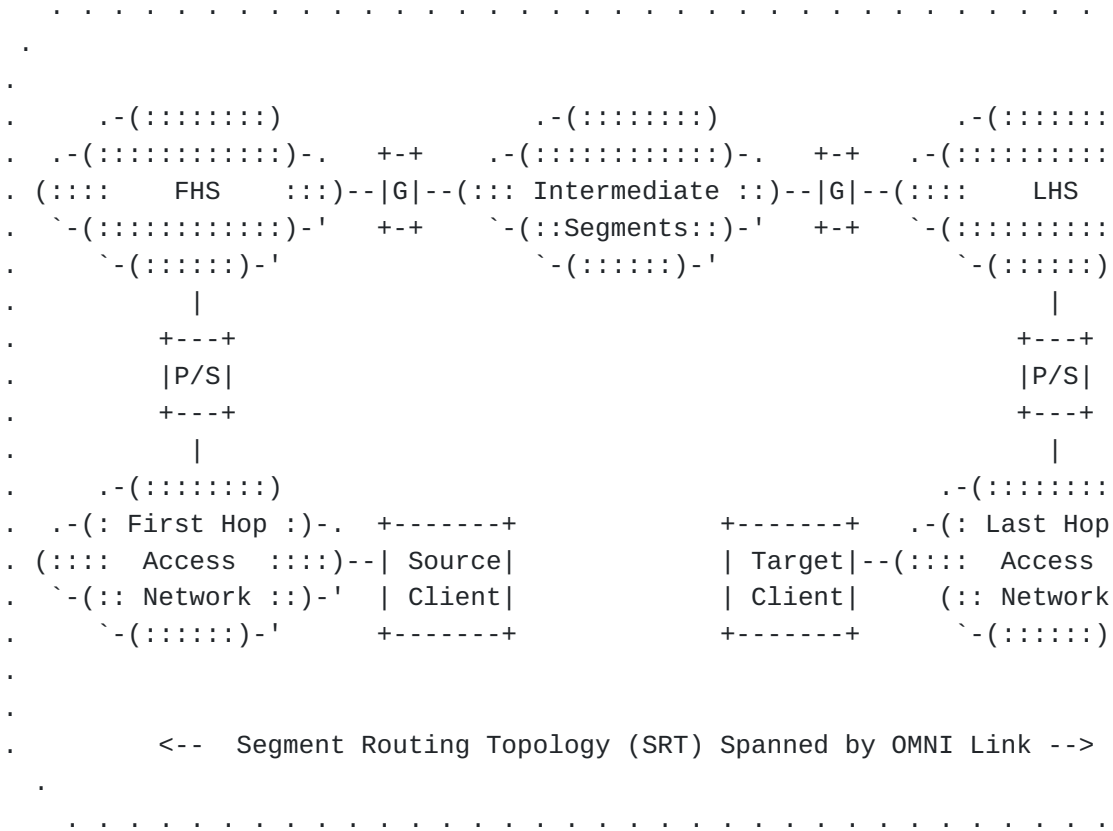 . . . . . . . . . . . . . . . . . . . . . . . . . . . . . . . . . .
 .
.
.      .-(::::::::)                .-(::::::::)                .-(:::::::
.   .-(::::::::::::)-.   +-+    .-(::::::::::::)-.   +-+   .-(::::::::::
. (::::    FHS    :::)--|G|--(::: Intermediate ::)--|G|--(::::    LHS
.   `-(::::::::::::)-'   +-+    `-(::Segments::)-'   +-+   `-(::::::::::
.      `-(::::::)-'                `-(::::::)-'                `-(::::::)
.            |                                                       |
.          +---+                                                   +---+
.          |P/S|                                                   |P/S|
.          +---+                                                   +---+
.            |                                                       |
.      .-(::::::::)                                           .-(::::::::
.   .-(: First Hop :)-.  +-------+             +-------+   .-(: Last Hop
. (::::  Access  ::::)--| Source|             | Target|--(::::  Access
.  `-(:: Network ::)-'  | Client|             | Client|    (:: Network
.      `-(::::::)-'      +-------+             +-------+      `-(::::::)
.
.
.          <--  Segment Routing Topology (SRT) Spanned by OMNI Link -->
  .
    . . . . . . . . . . . . . . . . . . . . . . . . . . . . . . . . . .